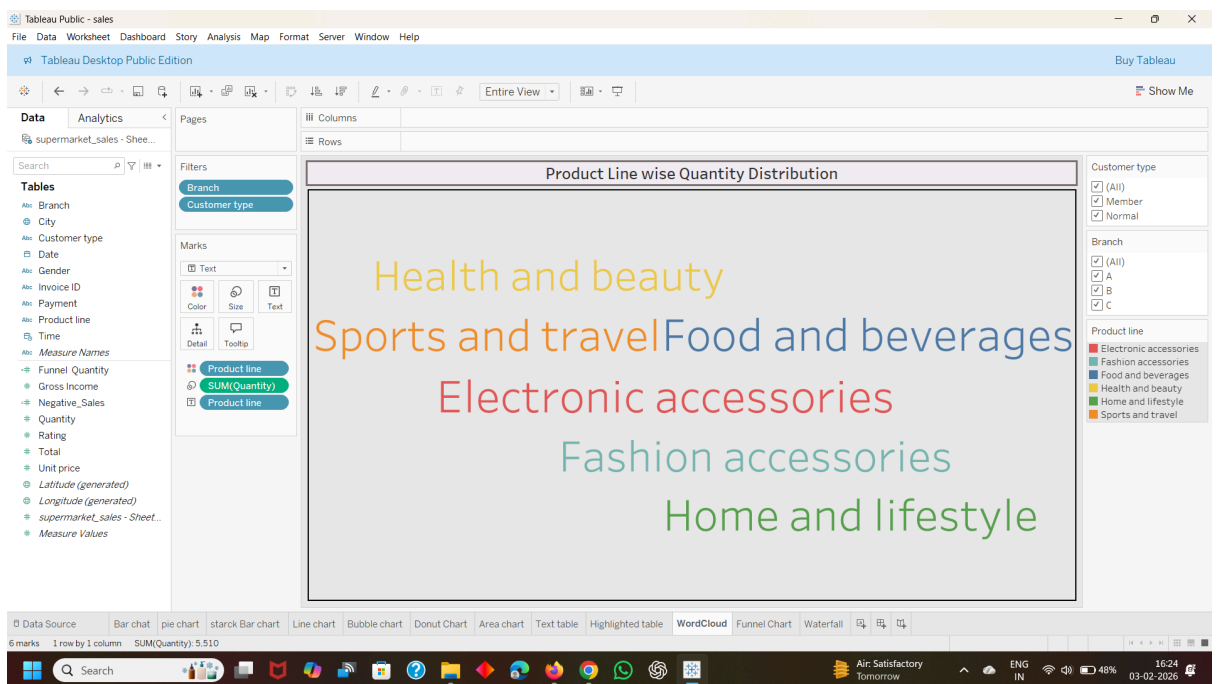 Tableau Public - sales
File Data Worksheet Dashboard Story Analysis Map Format Server Window Help
Tableau Desktop Public Edition
Buy Tableau
Entire View
Show Me
Data Analytics
supermarket_sales - Shee...
Search
Tables
Abc Branch
City
Abc Customer type
Date
Abc Gender
Abc Invoice ID
Abc Payment
Abc Product line
Time
Abc Measure Names
Funnel Quantity
Gross Income
Negative_Sales
Quantity
Rating
Total
Unit price
Latitude (generated)
Longitude (generated)
supermarket_sales - Sheet...
Measure Values
Pages
Filters
Branch
Customer type
Marks
Text
Color Size Text
Detail Tooltip
Product line
SUM(Quantity)
Product line
Columns
Rows
Product Line wise Quantity Distribution
Health and beauty
Sports and travel Food and beverages
Electronic accessories
Fashion accessories
Home and lifestyle
Customer type
(All)
Member
Normal
Branch
(All)
A
B
C
Product line
Electronic accessories
Fashion accessories
Food and beverages
Health and beauty
Home and lifestyle
Sports and travel
Data Source Bar chat pie chart starck Bar chart Line chart Bubble chart Donut Chart Area chart Text table Highlighted table WordCloud Funnel Chart Waterfall
6 marks 1 row by 1 column SUM(Quantity): 5.510
Search
Air: Satisfactory
Tomorrow
ENG
IN
48%
16:24
03-02-2026